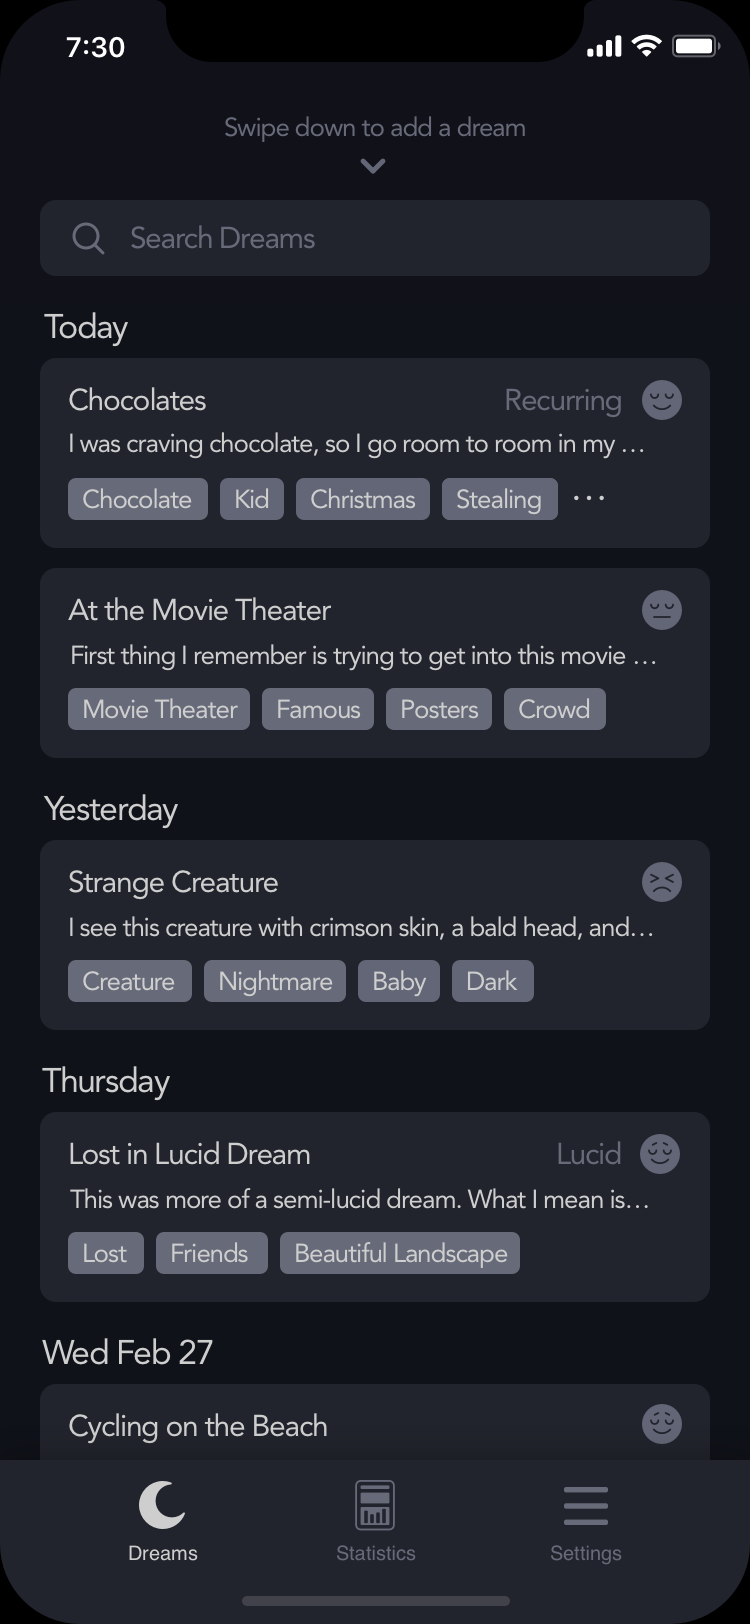 7:30
Swipe down to add a dream
Search Dreams
Today
Chocolates Recurring
I was craving chocolate, so I go room to room in my ...
Chocolate Kid Christmas Stealing ...
At the Movie Theater
First thing I remember is trying to get into this movie ...
Movie Theater Famous Posters Crowd
Yesterday
Strange Creature
I see this creature with crimson skin, a bald head, and...
Creature Nightmare Baby Dark
Thursday
Lost in Lucid Dream Lucid
This was more of a semi-lucid dream. What I mean is...
Lost Friends Beautiful Landscape
Wed Feb 27
Cycling on the Beach
Dreams Statistics Settings